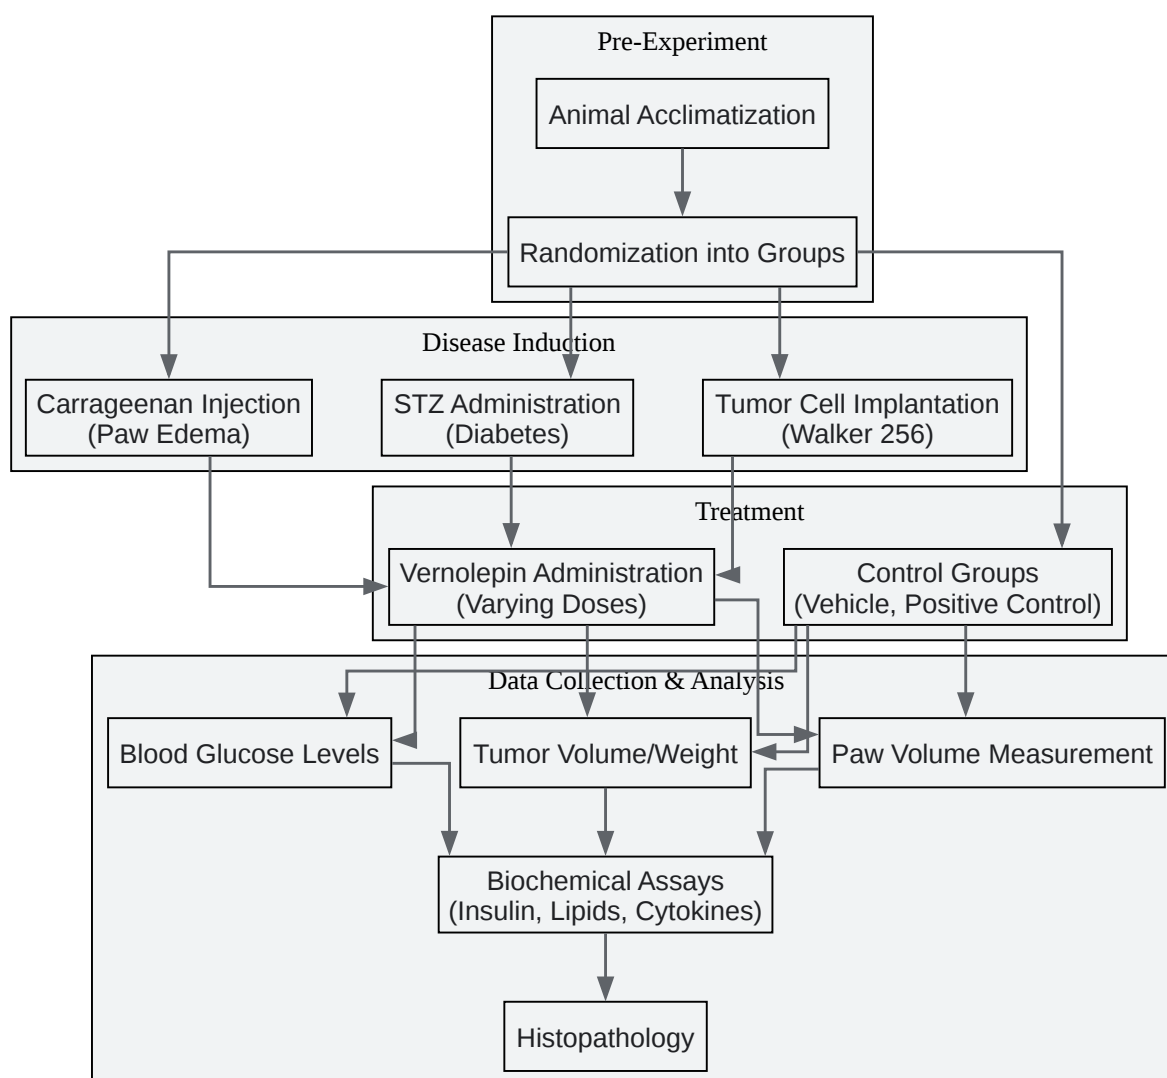 Pre-Experiment
Animal Acclimatization
Randomization into Groups
Disease Induction
Carrageenan Injection
(Paw Edema)
STZ Administration
(Diabetes)
Tumor Cell Implantation
(Walker 256)
Treatment
Vernolepin Administration
(Varying Doses)
Control Groups
(Vehicle, Positive Control)
Data Collection & Analysis
Blood Glucose Levels
Tumor Volume/Weight
Paw Volume Measurement
Biochemical Assays
(Insulin, Lipids, Cytokines)
Histopathology